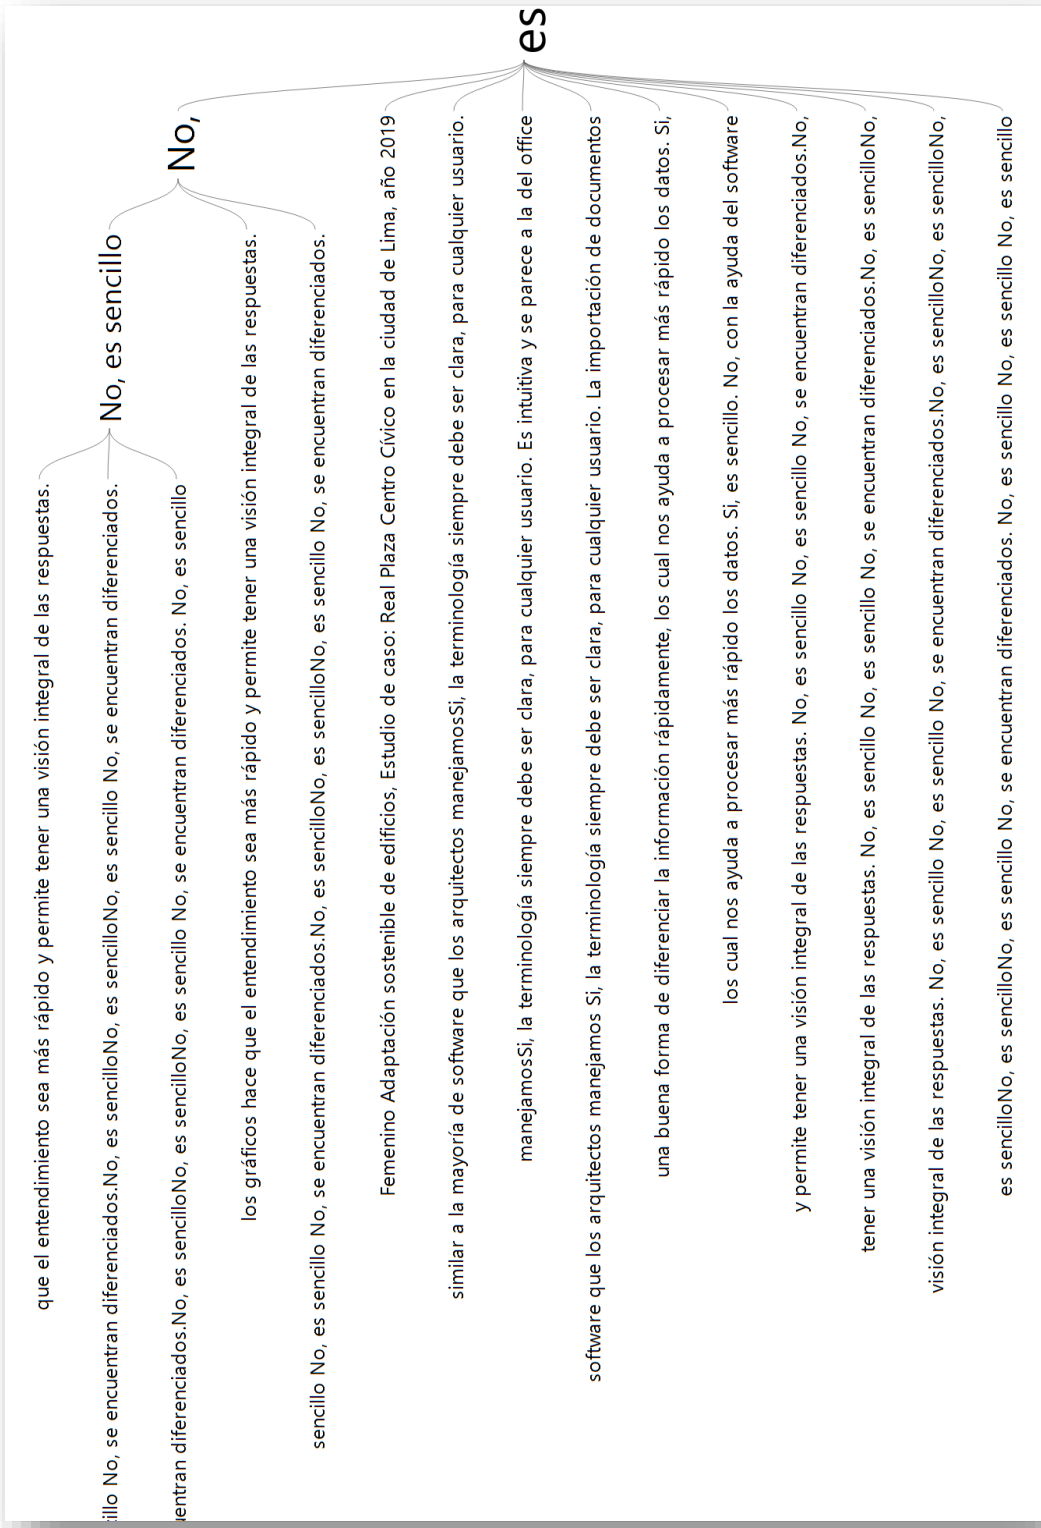 que el entendimiento sea más rápido y permite tener una visión integral de las respuestas.
cillo No, se encuentran diferenciados.No, es sencilloNo, es sencilloNo, es sencillo No, se encuentran diferenciados.
No, es sencillo
uentran diferenciados.No, es sencilloNo, es sencilloNo, es sencillo No, se encuentran diferenciados. No, es sencillo
No,
los gráficos hace que el entendimiento sea más rápido y permite tener una visión integral de las respuestas.
sencillo No, es sencillo No, se encuentran diferenciados.No, es sencilloNo, es sencilloNo, es sencillo No, se encuentran diferenciados.
Femenino Adaptación sostenible de edificios, Estudio de caso: Real Plaza Centro Cívico en la ciudad de Lima, año 2019
similar a la mayoría de software que los arquitectos manejamosSi, la terminología siempre debe ser clara, para cualquier usuario.
manejamosSi, la terminología siempre debe ser clara, para cualquier usuario. Es intuitiva y se parece a la del office
es
software que los arquitectos manejamos Si, la terminología siempre debe ser clara, para cualquier usuario. La importación de documentos
una buena forma de diferenciar la información rápidamente, los cual nos ayuda a procesar más rápido los datos. Si,
los cual nos ayuda a procesar más rápido los datos. Si, es sencillo. No, con la ayuda del software
y permite tener una visión integral de las respuestas. No, es sencillo No, es sencillo No, se encuentran diferenciados.No,
tener una visión integral de las respuestas. No, es sencillo No, es sencillo No, se encuentran diferenciados.No, es sencilloNo,
visión integral de las respuestas. No, es sencillo No, es sencillo No, se encuentran diferenciados.No, es sencilloNo, es sencilloNo,
es sencilloNo, es sencilloNo, es sencillo No, se encuentran diferenciados. No, es sencillo No, es sencillo No, es sencillo